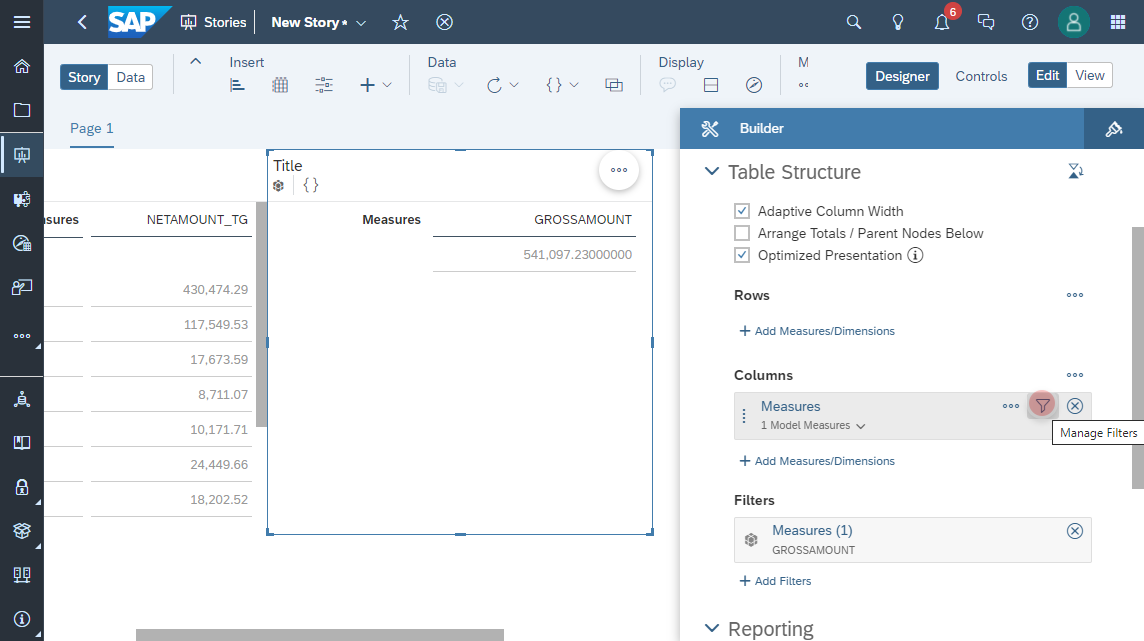 SAP Stories New Story * 6
Story Data
Insert
Data
Display
M
Designer Controls Edit View
Page 1
Builder
Title
Table Structure
Adaptive Column Width
Arrange Totals / Parent Nodes Below
Optimized Presentation
sures NETAMOUNT_TG
430,474.29
117,549.53
17,673.59
8,711.07
10,171.71
24,449.66
18,202.52
Measures GROSSAMOUNT
541,097.23000000
Rows
+ Add Measures/Dimensions
Columns
Measures
1 Model Measures
Manage Filters
+ Add Measures/Dimensions
Filters
Measures (1)
GROSSAMOUNT
+ Add Filters
Reporting